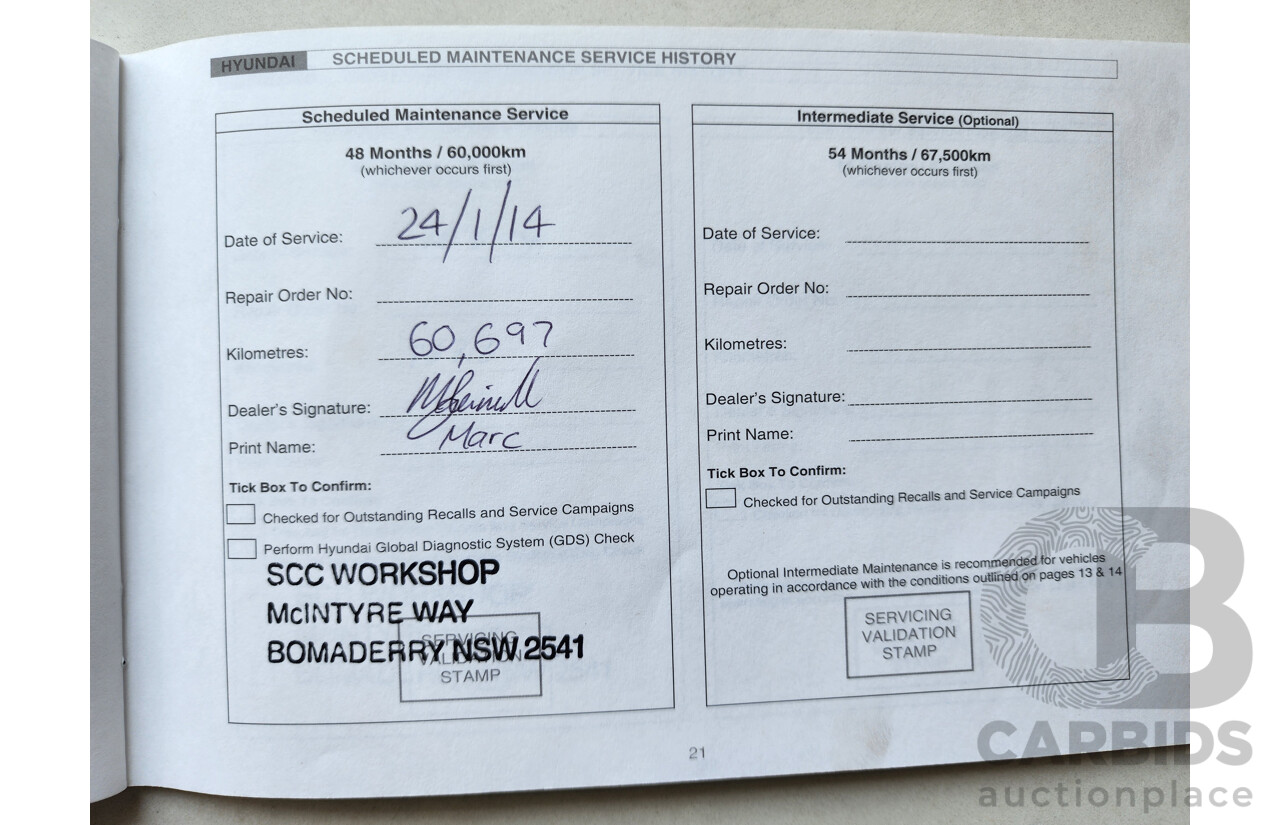 HYUNDAI SCHEDULED MAINTENANCE SERVICE HISTORY
Scheduled Maintenance Service
48 Months / 60,000km
(whichever occurs first)
Date of Service: 24/1/14
Repair Order No:
Kilometres: 60,697
Dealer's Signature:
Print Name: Marc
Tick Box To Confirm:
Checked for Outstanding Recalls and Service Campaigns
Perform Hyundai Global Diagnostic System (GDS) Check
SCC WORKSHOP
McINTYRE WAY
BOMADERRY NSW 2541
SERVICING
VALIDATION
STAMP
Intermediate Service (Optional)
54 Months / 67,500km
(whichever occurs first)
Date of Service:
Repair Order No:
Kilometres:
Dealer's Signature:
Print Name:
Tick Box To Confirm:
Checked for Outstanding Recalls and Service Campaigns
Optional Intermediate Maintenance is recommended for vehicles
operating in accordance with the conditions outlined on pages 13 & 14
SERVICING
VALIDATION
STAMP
21
CB
CARBIDS
auctionplace